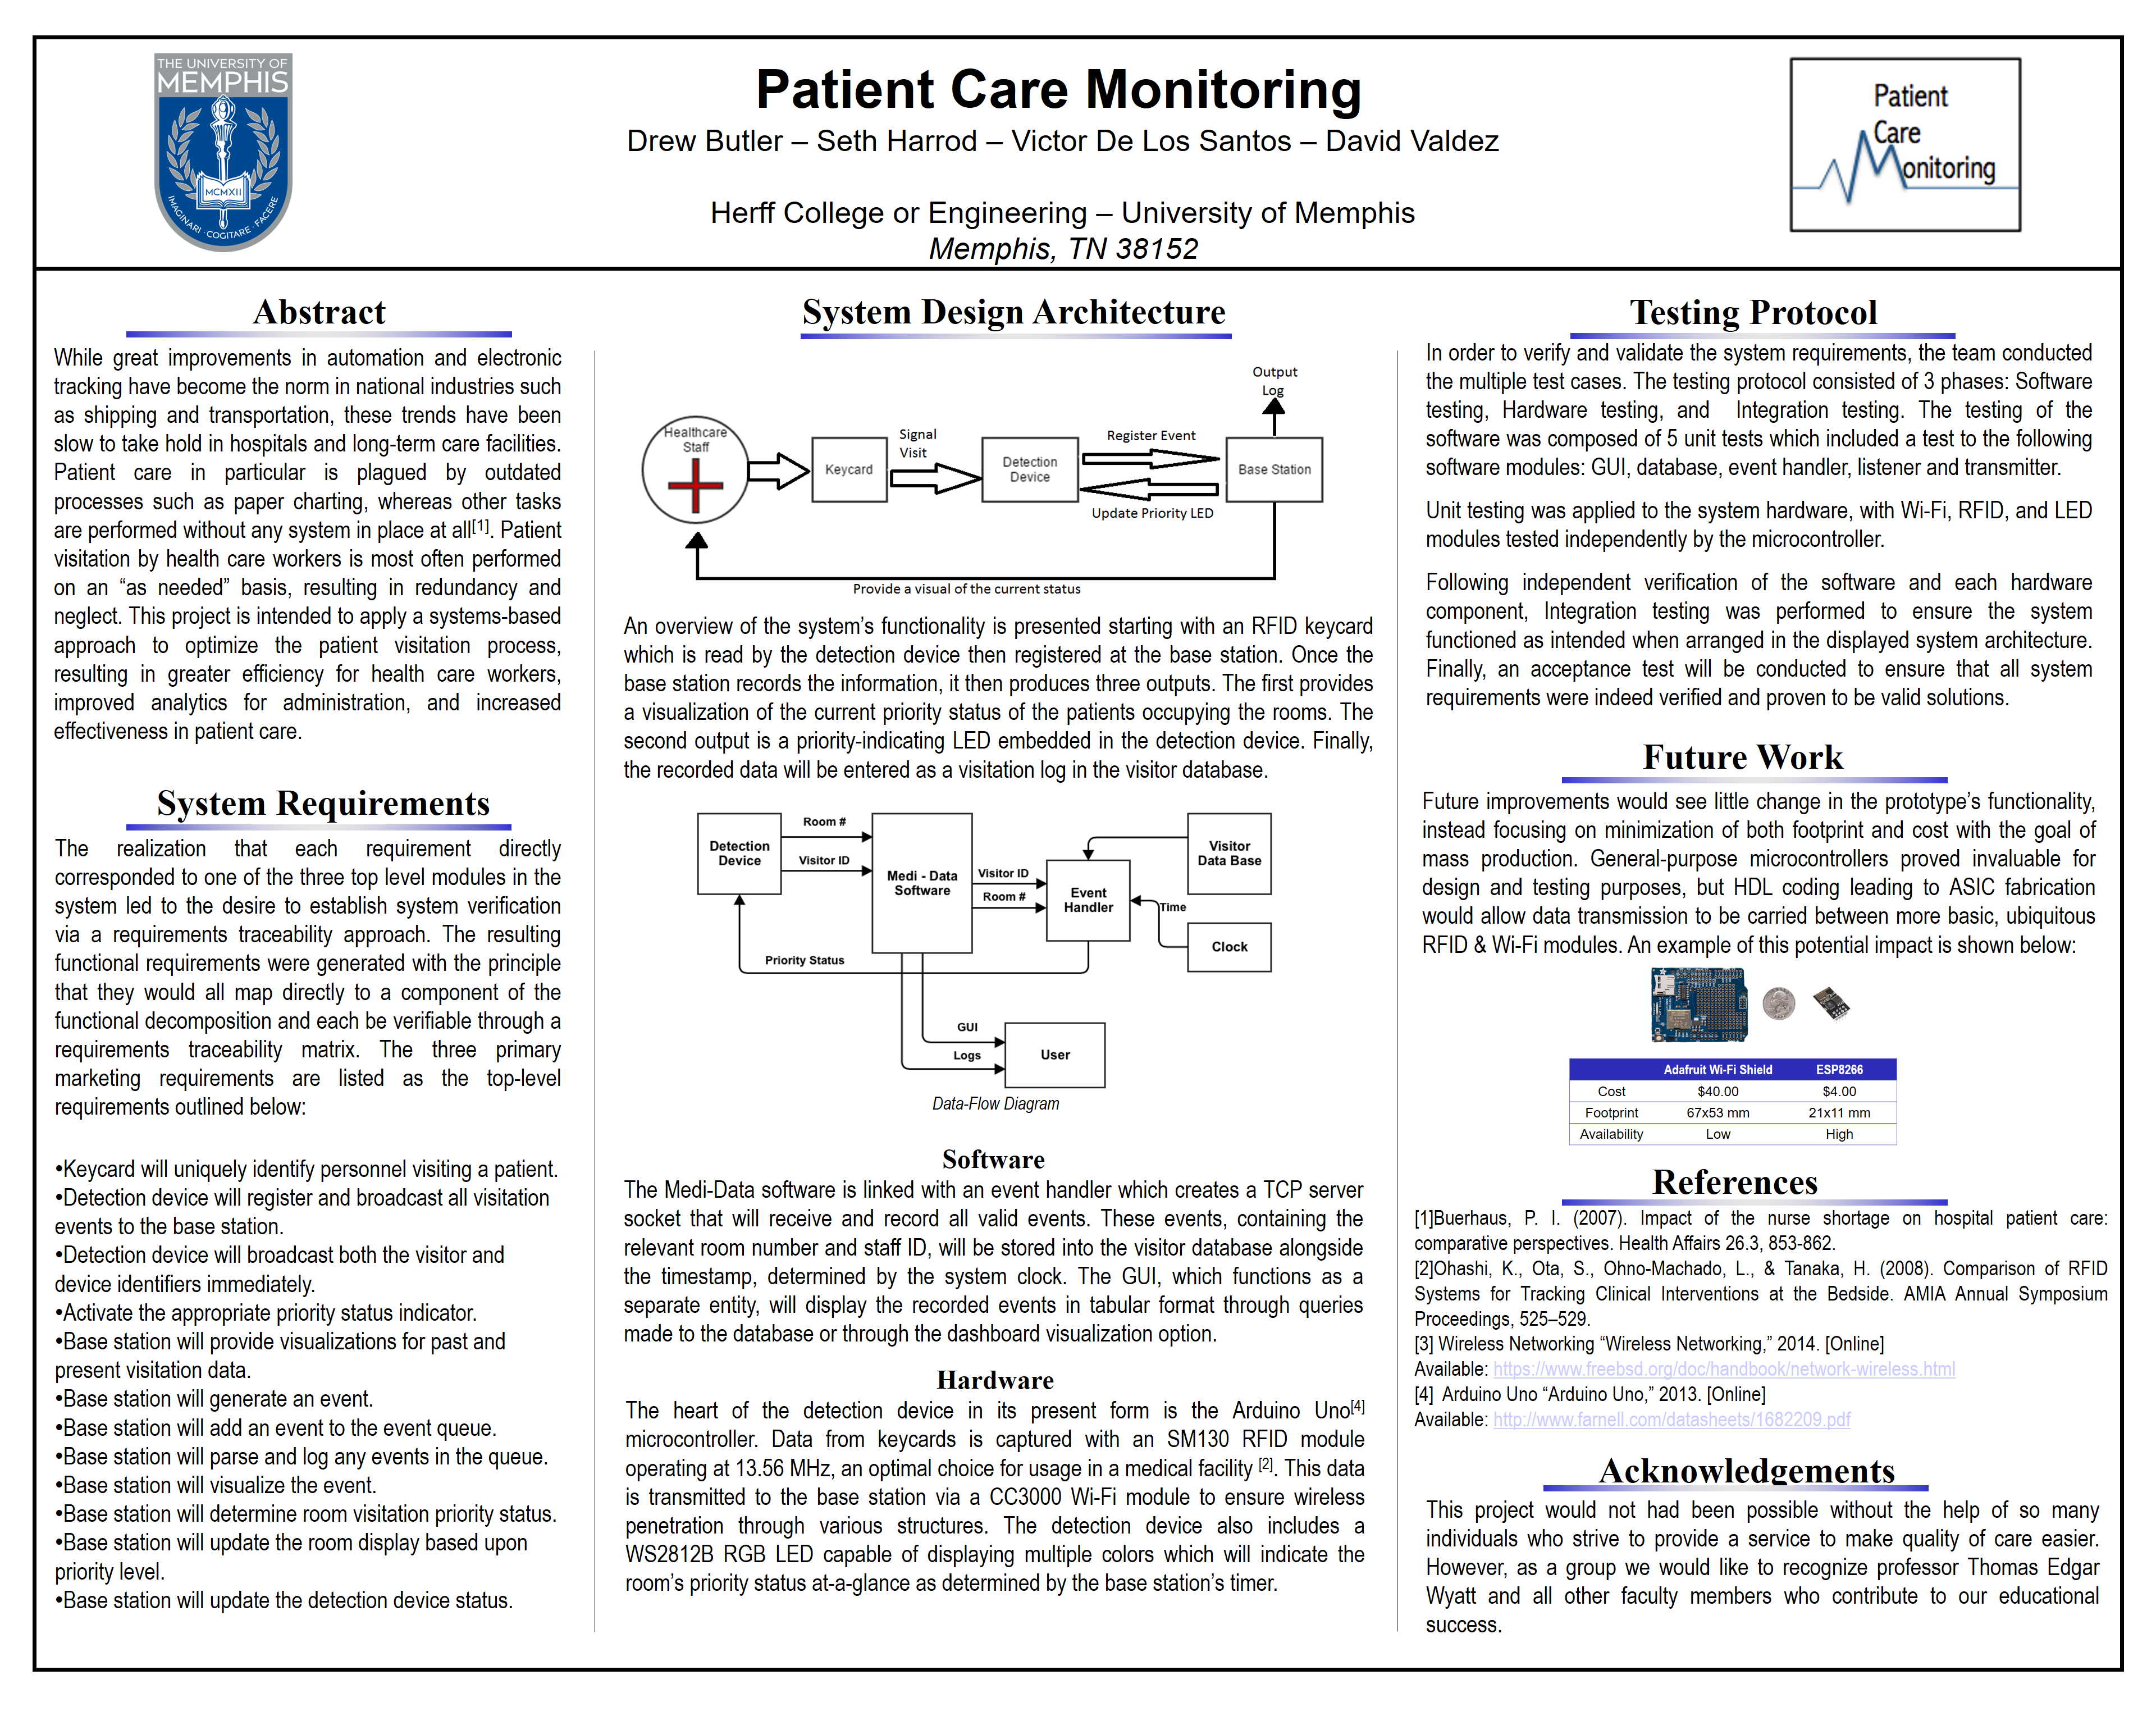 THE UNIVERSITY OF
MEMPHIS
MCMXII
IMAGINARI · COGITARE · FACERE
Patient Care Monitoring
Drew Butler – Seth Harrod – Victor De Los Santos – David Valdez
Herff College or Engineering – University of Memphis
Memphis, TN 38152
Patient
Care
Monitoring
Abstract
While great improvements in automation and electronic
tracking have become the norm in national industries such
as shipping and transportation, these trends have been
slow to take hold in hospitals and long-term care facilities.
Patient care in particular is plagued by outdated
processes such as paper charting, whereas other tasks
are performed without any system in place at all[1]. Patient
visitation by health care workers is most often performed
on an “as needed” basis, resulting in redundancy and
neglect. This project is intended to apply a systems-based
approach to optimize the patient visitation process,
resulting in greater efficiency for health care workers,
improved analytics for administration, and increased
effectiveness in patient care.
System Requirements
The realization that each requirement directly
corresponded to one of the three top level modules in the
system led to the desire to establish system verification
via a requirements traceability approach. The resulting
functional requirements were generated with the principle
that they would all map directly to a component of the
functional decomposition and each be verifiable through a
requirements traceability matrix. The three primary
marketing requirements are listed as the top-level
requirements outlined below:
•Keycard will uniquely identify personnel visiting a patient.
•Detection device will register and broadcast all visitation
events to the base station.
•Detection device will broadcast both the visitor and
device identifiers immediately.
•Activate the appropriate priority status indicator.
•Base station will provide visualizations for past and
present visitation data.
•Base station will generate an event.
•Base station will add an event to the event queue.
•Base station will parse and log any events in the queue.
•Base station will visualize the event.
•Base station will determine room visitation priority status.
•Base station will update the room display based upon
priority level.
•Base station will update the detection device status.
System Design Architecture
Output
Log
Healthcare
Staff
Keycard
Signal
Visit
Detection
Device
Register Event
Update Priority LED
Base Station
Provide a visual of the current status
An overview of the system’s functionality is presented starting with an RFID keycard
which is read by the detection device then registered at the base station. Once the
base station records the information, it then produces three outputs. The first provides
a visualization of the current priority status of the patients occupying the rooms. The
second output is a priority-indicating LED embedded in the detection device. Finally,
the recorded data will be entered as a visitation log in the visitor database.
Detection
Device
Room #
Visitor ID
Medi - Data
Software
Visitor ID
Room #
Event
Handler
Visitor
Data Base
Time
Clock
Priority Status
GUI
Logs
User
Data-Flow Diagram
Software
The Medi-Data software is linked with an event handler which creates a TCP server
socket that will receive and record all valid events. These events, containing the
relevant room number and staff ID, will be stored into the visitor database alongside
the timestamp, determined by the system clock. The GUI, which functions as a
separate entity, will display the recorded events in tabular format through queries
made to the database or through the dashboard visualization option.
Hardware
The heart of the detection device in its present form is the Arduino Uno[4]
microcontroller. Data from keycards is captured with an SM130 RFID module
operating at 13.56 MHz, an optimal choice for usage in a medical facility [2]. This data
is transmitted to the base station via a CC3000 Wi-Fi module to ensure wireless
penetration through various structures. The detection device also includes a
WS2812B RGB LED capable of displaying multiple colors which will indicate the
room’s priority status at-a-glance as determined by the base station’s timer.
Testing Protocol
In order to verify and validate the system requirements, the team conducted
the multiple test cases. The testing protocol consisted of 3 phases: Software
testing, Hardware testing, and Integration testing. The testing of the
software was composed of 5 unit tests which included a test to the following
software modules: GUI, database, event handler, listener and transmitter.
Unit testing was applied to the system hardware, with Wi-Fi, RFID, and LED
modules tested independently by the microcontroller.
Following independent verification of the software and each hardware
component, Integration testing was performed to ensure the system
functioned as intended when arranged in the displayed system architecture.
Finally, an acceptance test will be conducted to ensure that all system
requirements were indeed verified and proven to be valid solutions.
Future Work
Future improvements would see little change in the prototype’s functionality,
instead focusing on minimization of both footprint and cost with the goal of
mass production. General-purpose microcontrollers proved invaluable for
design and testing purposes, but HDL coding leading to ASIC fabrication
would allow data transmission to be carried between more basic, ubiquitous
RFID & Wi-Fi modules. An example of this potential impact is shown below:
Adafruit Wi-Fi Shield ESP8266
Cost $40.00 $4.00
Footprint 67x53 mm 21x11 mm
Availability Low High
References
[1]Buerhaus, P. I. (2007). Impact of the nurse shortage on hospital patient care:
comparative perspectives. Health Affairs 26.3, 853-862.
[2]Ohashi, K., Ota, S., Ohno-Machado, L., & Tanaka, H. (2008). Comparison of RFID
Systems for Tracking Clinical Interventions at the Bedside. AMIA Annual Symposium
Proceedings, 525–529.
[3] Wireless Networking “Wireless Networking,” 2014. [Online]
Available: https://www.freebsd.org/doc/handbook/network-wireless.html
[4] Arduino Uno “Arduino Uno,” 2013. [Online]
Available: http://www.farnell.com/datasheets/1682209.pdf
Acknowledgements
This project would not had been possible without the help of so many
individuals who strive to provide a service to make quality of care easier.
However, as a group we would like to recognize professor Thomas Edgar
Wyatt and all other faculty members who contribute to our educational
success.